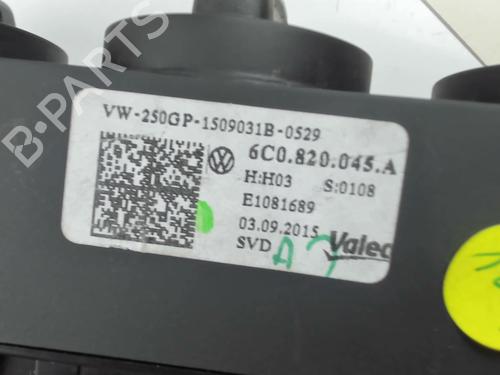 B-PARTS
VW-250GP-1509031B-0529
6C0.820.045.A
H:H03 S:0108
E1081689
03.09.2015
SVD
Valeo
A